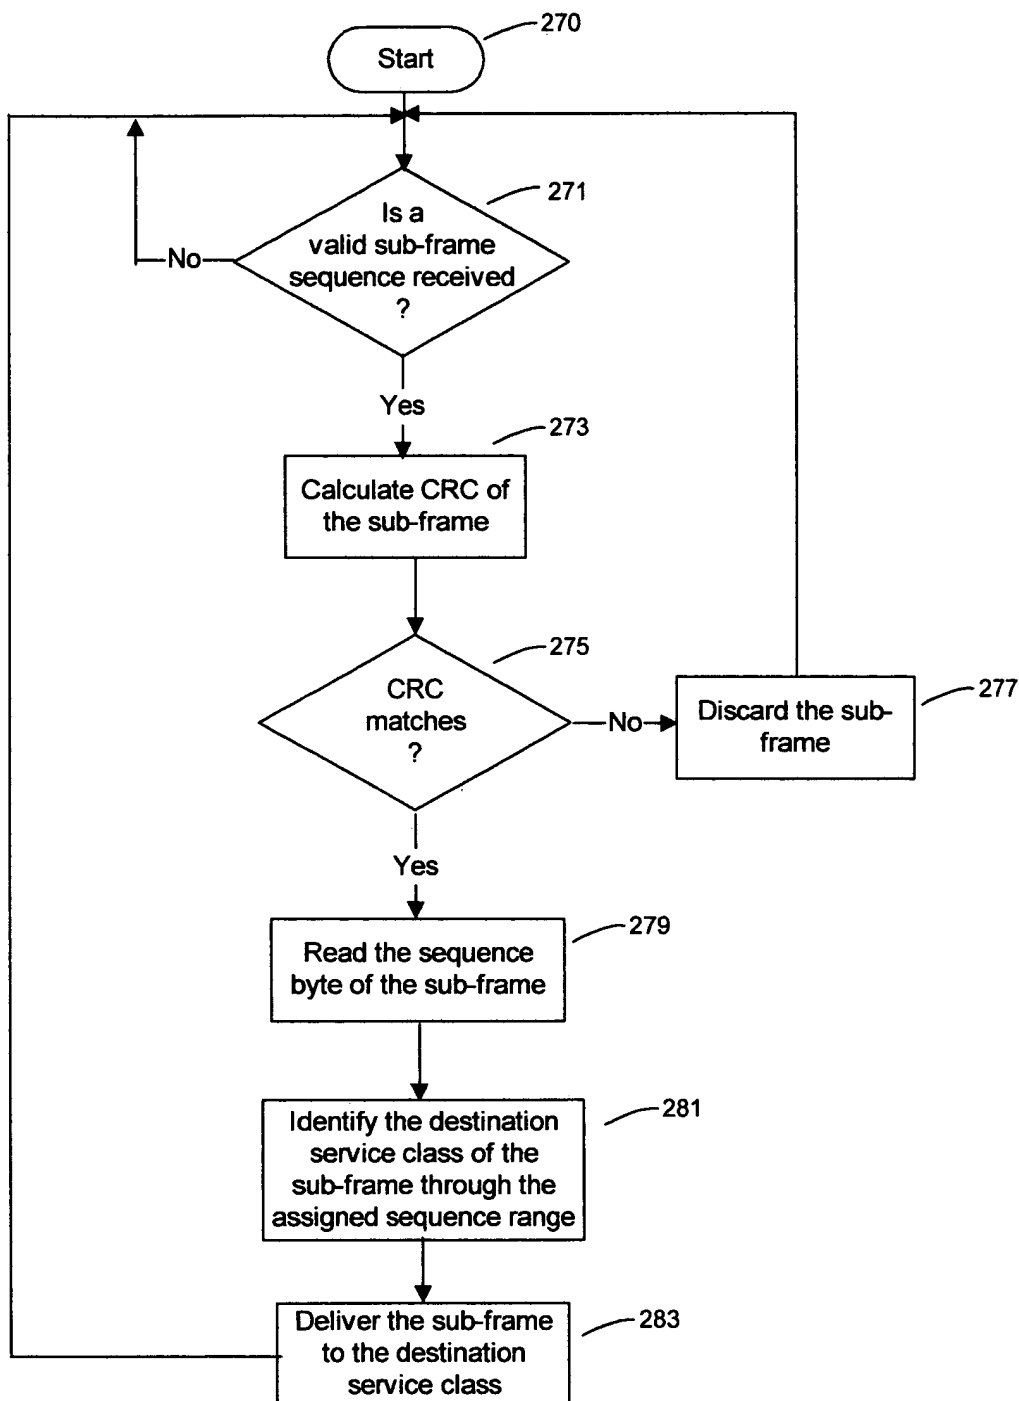 270
Start
271
Is a
valid sub-frame
sequence received
?
No
Yes
273
Calculate CRC of
the sub-frame
275
CRC
matches
?
No
277
Discard the sub-
frame
Yes
279
Read the sequence
byte of the sub-frame
281
Identify the destination
service class of the
sub-frame through the
assigned sequence range
283
Deliver the sub-frame
to the destination
service class